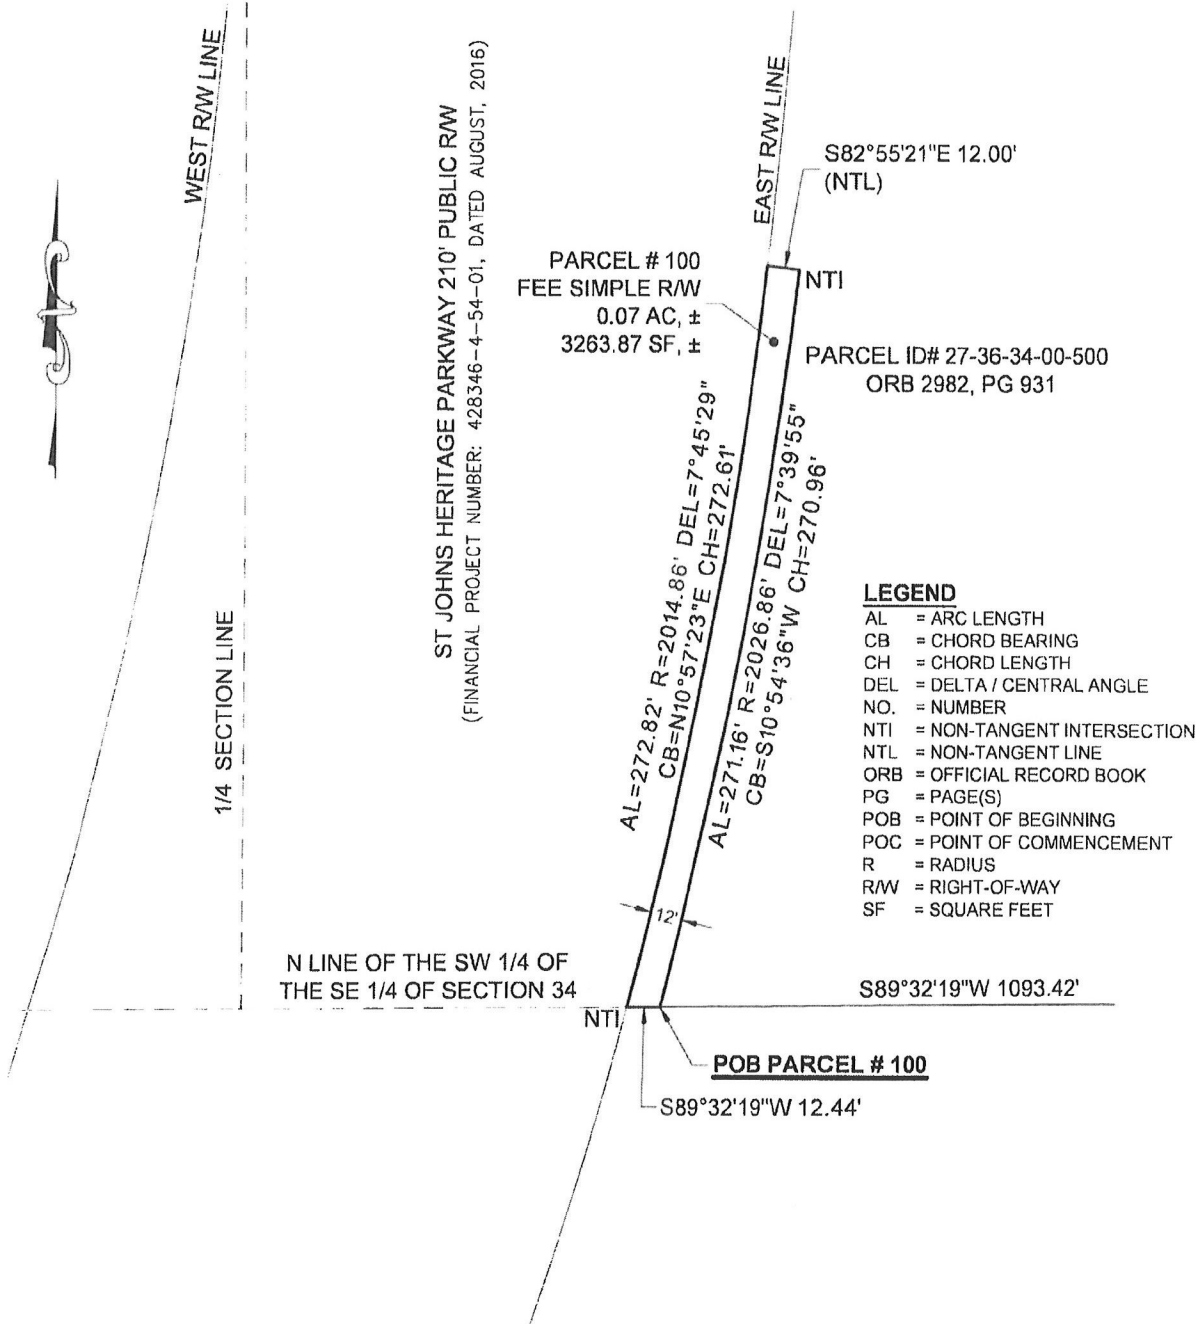 WEST R/W LINE
ST JOHNS HERITAGE PARKWAY 210' PUBLIC R/W
(FINANCIAL PROJECT NUMBER: 428346-4-54-01, DATED AUGUST, 2016)
EAST R/W LINE
S82°55'21"E 12.00'
(NTL)
PARCEL # 100
FEE SIMPLE R/W
0.07 AC, ±
3263.87 SF, ±
NTI
PARCEL ID# 27-36-34-00-500
ORB 2982, PG 931
AL=272.82' R=2014.86' DEL=7°45'29"
CB=N10°57'23"E CH=272.61'
AL=271.16' R=2026.86' DEL=7°39'55"
CB=S10°54'36"W CH=270.96'
1/4 SECTION LINE
LEGEND
AL = ARC LENGTH
CB = CHORD BEARING
CH = CHORD LENGTH
DEL = DELTA / CENTRAL ANGLE
NO. = NUMBER
NTI = NON-TANGENT INTERSECTION
NTL = NON-TANGENT LINE
ORB = OFFICIAL RECORD BOOK
PG = PAGE(S)
POB = POINT OF BEGINNING
POC = POINT OF COMMENCEMENT
R = RADIUS
R/W = RIGHT-OF-WAY
SF = SQUARE FEET
12'
N LINE OF THE SW 1/4 OF
THE SE 1/4 OF SECTION 34
S89°32'19"W 1093.42'
NTI
POB PARCEL # 100
S89°32'19"W 12.44'